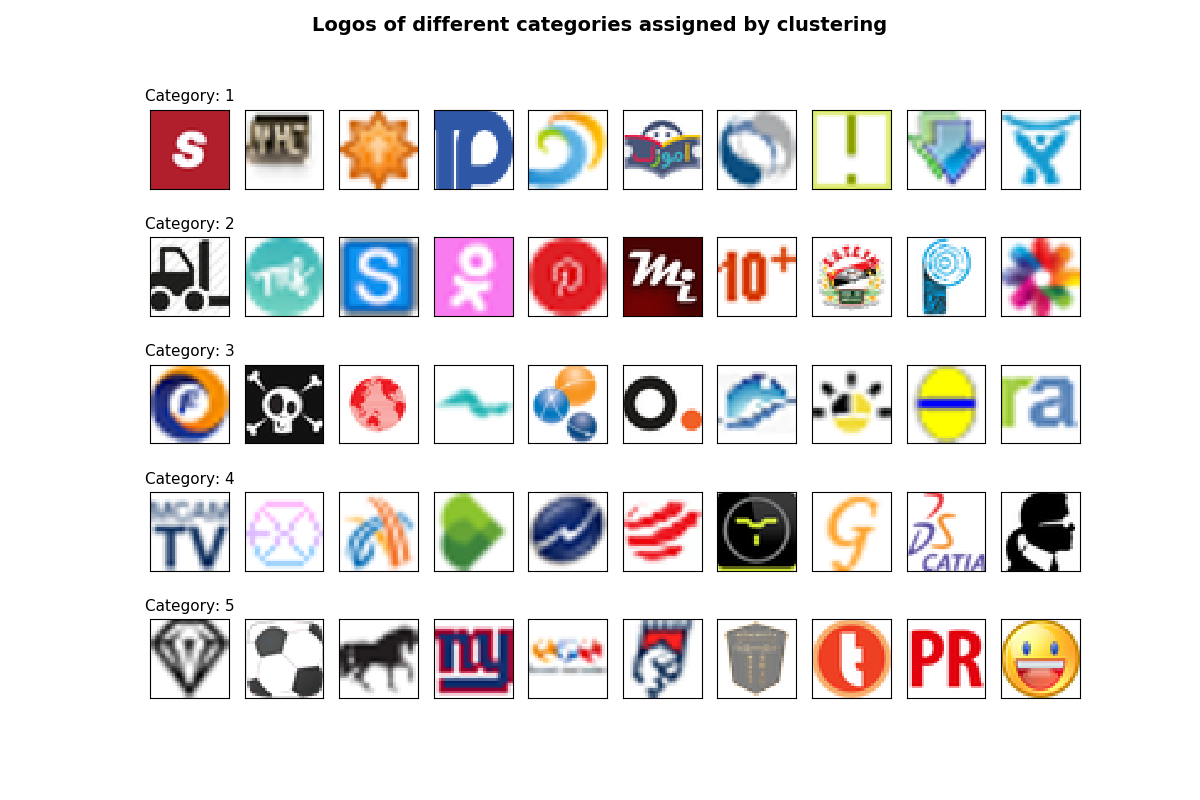 Logos of different categories assigned by clustering
Category: 1
S
!
Category: 2
S
mi
10+
P
Category: 3
ra
Category: 4
MCAM
TV
G
DS
CATIA
Category: 5
ny
t
PR